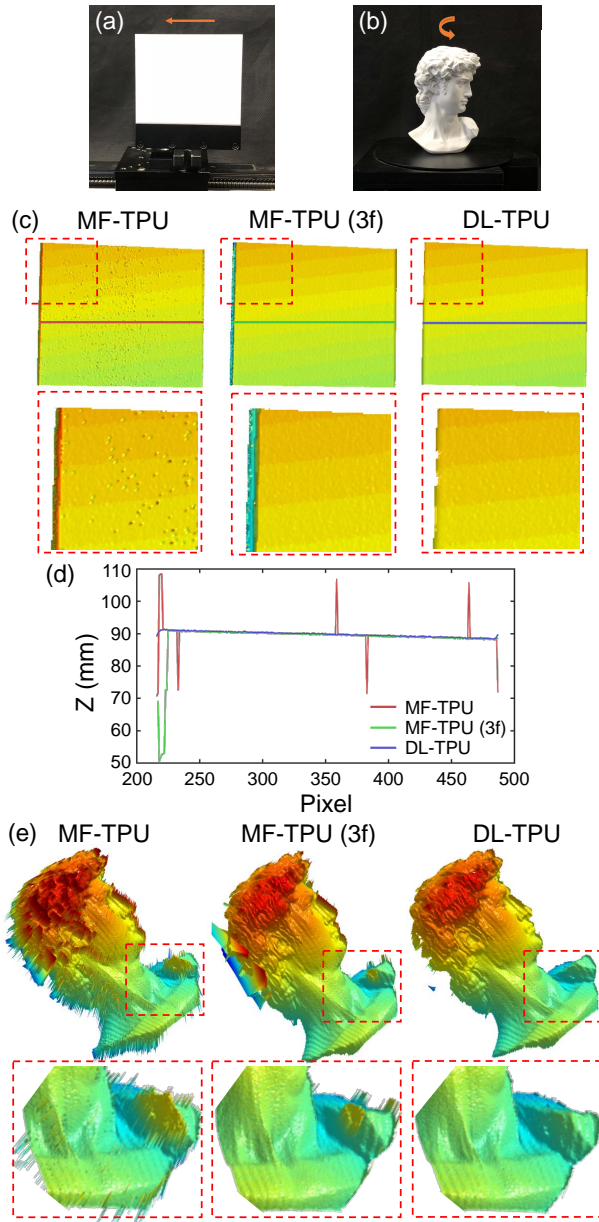 (a)
(b)
(c)
MF-TPU
MF-TPU (3f)
DL-TPU
(d)
110
100
90
80
70
60
50
Z (mm)
MF-TPU
MF-TPU (3f)
DL-TPU
200
250
300
350
400
450
500
Pixel
(e)
MF-TPU
MF-TPU (3f)
DL-TPU